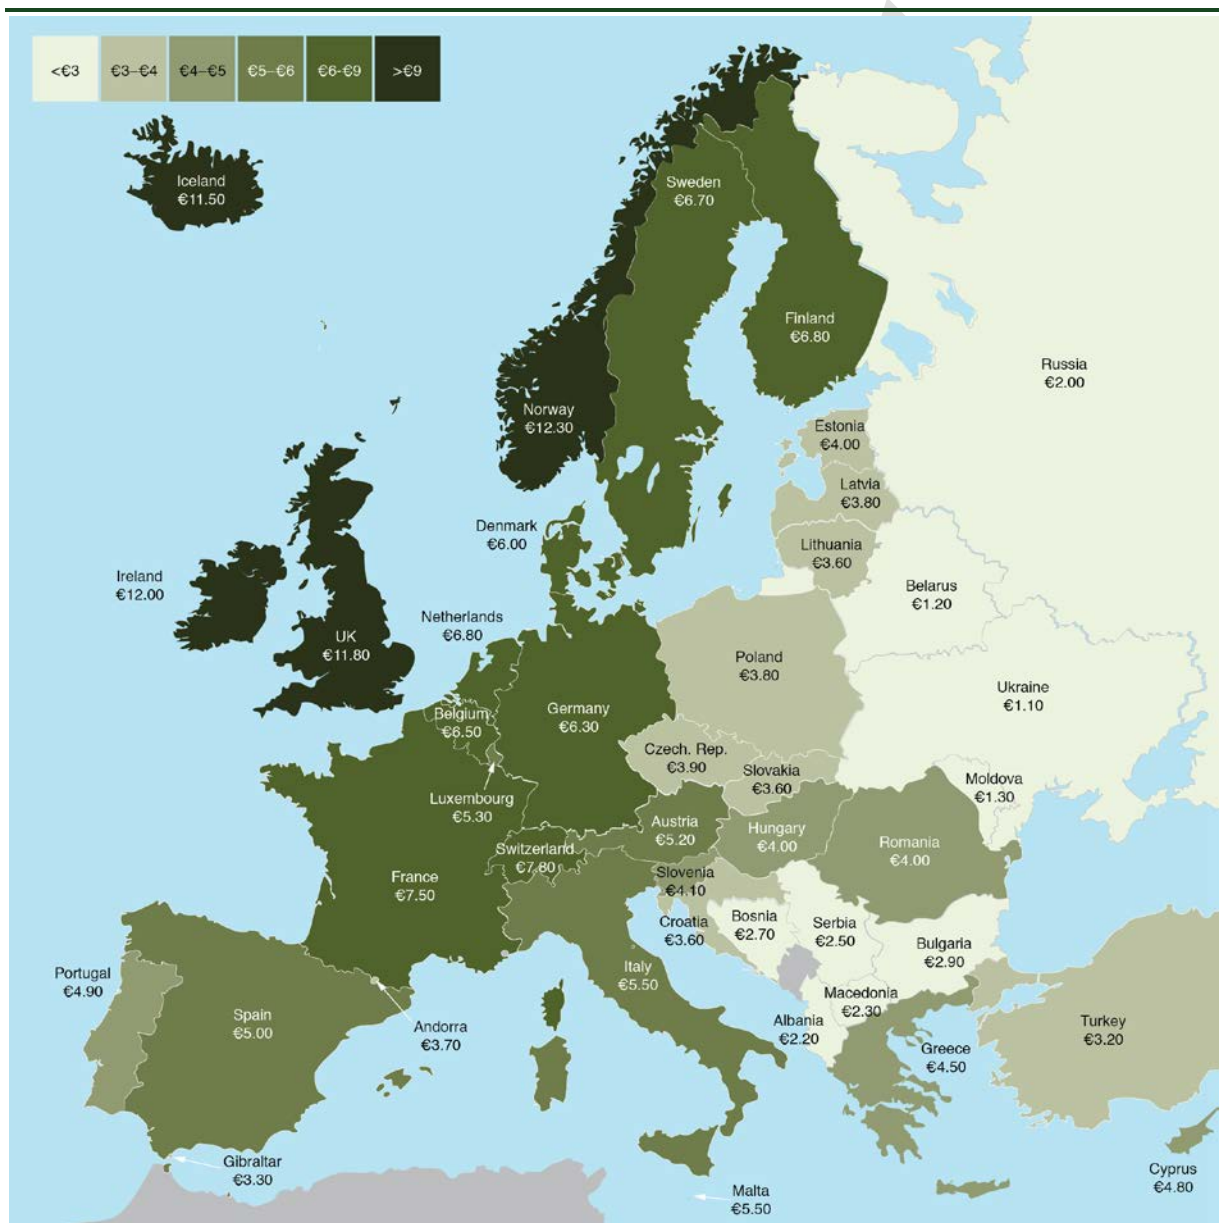 <€3 €3–€4 €4–€5 €5–€6 €6-€9 >€9
Iceland
€11.50
Sweden
€6.70
Finland
€6.80
Russia
€2.00
Norway
€12.30
Estonia
€4.00
Latvia
€3.80
Denmark
€6.00
Lithuania
€3.60
Ireland
€12.00
Belarus
€1.20
Netherlands
€6.80
UK
€11.80
Poland
€3.80
Ukraine
€1.10
Belgium
€6.50
Germany
€6.30
Czech. Rep.
€3.90
Slovakia
€3.60
Moldova
€1.30
Luxembourg
€5.30
Austria
€5.20
Hungary
€4.00
Romania
€4.00
Switzerland
€7.80
France
€7.50
Slovenia
€4.10
Croatia
€3.60
Bosnia
€2.70
Serbia
€2.50
Bulgaria
€2.90
Portugal
€4.90
Italy
€5.50
Macedonia
€2.30
Spain
€5.00
Andorra
€3.70
Albania
€2.20
Turkey
€3.20
Greece
€4.50
Gibraltar
€3.30
Malta
€5.50
Cyprus
€4.80